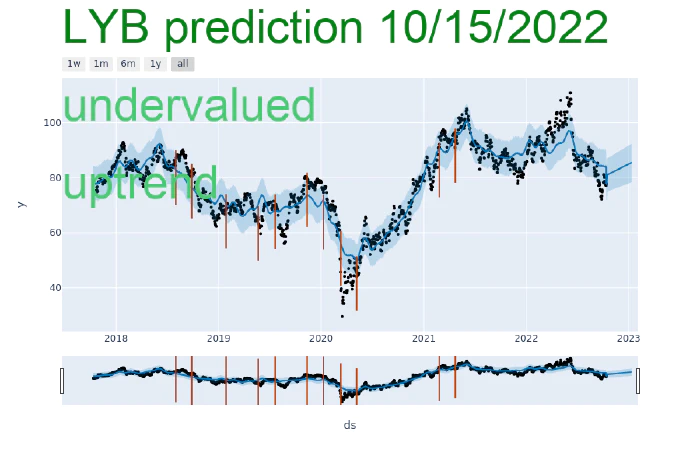 LYB prediction 10/15/2022
1w 1m 6m 1y all
undervalued
uptrend
100
80
60
40
y
2018 2019 2020 2021 2022 2023
ds